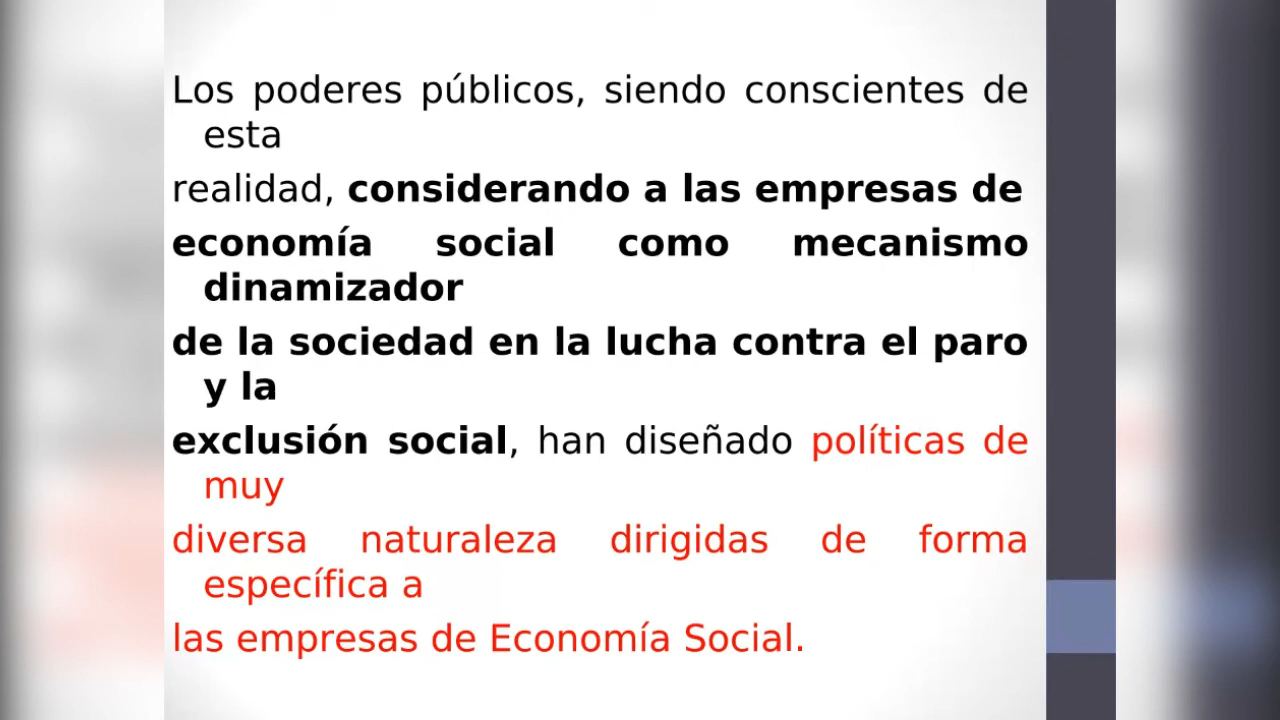 Los poderes públicos, siendo conscientes de
esta
realidad, considerando a las empresas de
economía social como mecanismo
dinamizador
de la sociedad en la lucha contra el paro
y la
exclusión social, han diseñado políticas de
muy
diversa naturaleza dirigidas de forma
específica a
las empresas de Economía Social.